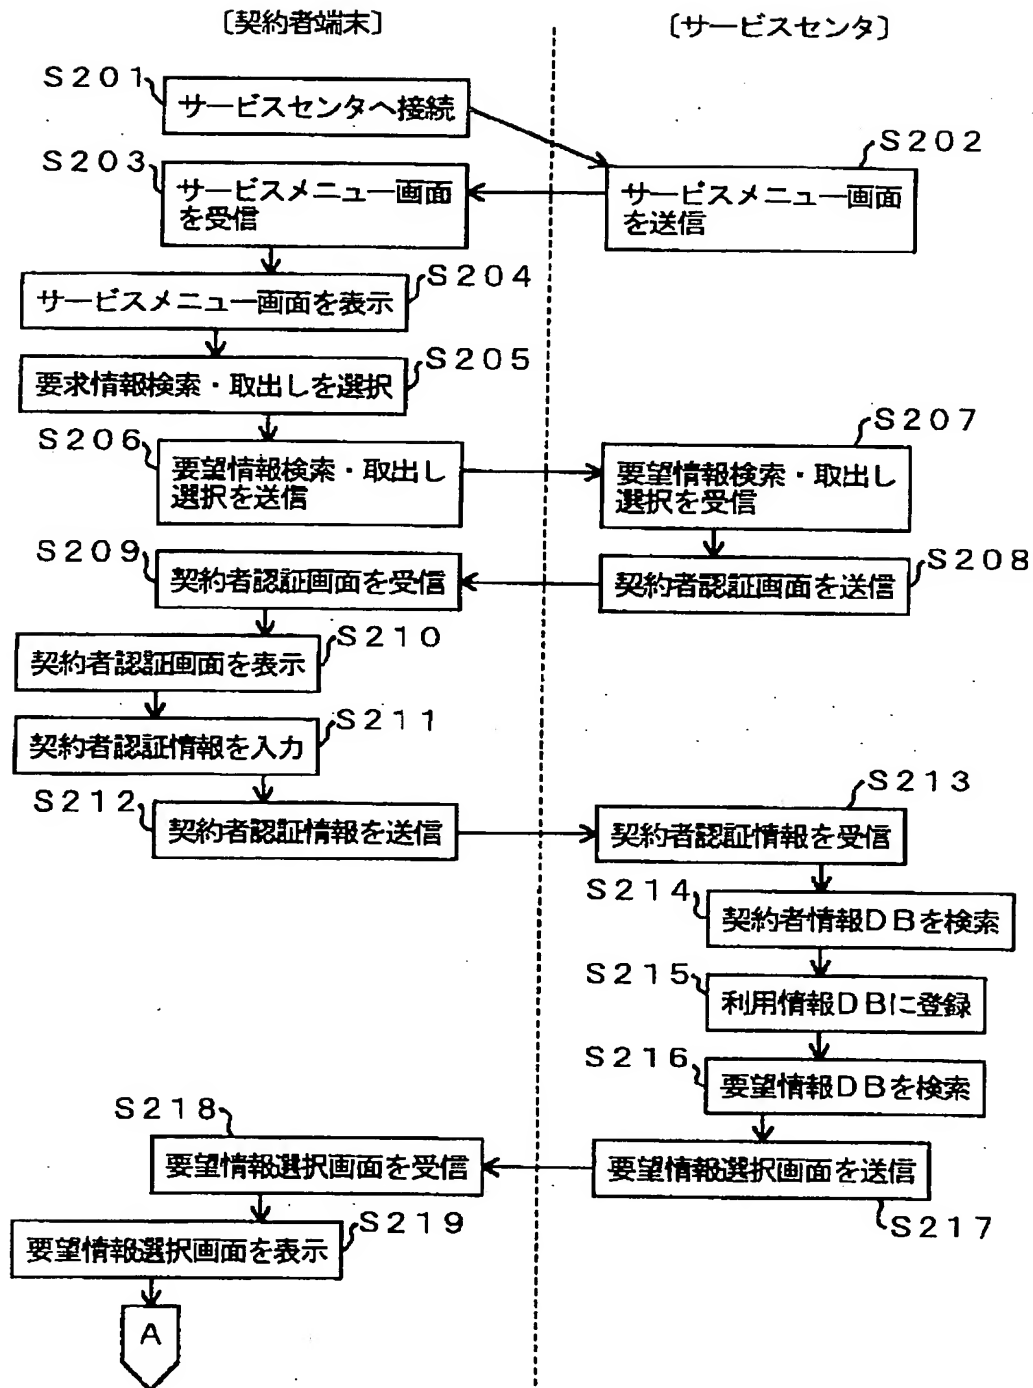 〔契約者端末〕
〔サービスセンタ〕
S201
サービスセンタへ接続
S202
S203
サービスメニュー画面
を受信
サービスメニュー画面
を送信
S204
サービスメニュー画面を表示
S205
要求情報検索・取出しを選択
S206
要望情報検索・取出し
選択を送信
S207
要望情報検索・取出し
選択を受信
S209
契約者認証画面を受信
契約者認証画面を送信
S208
S210
契約者認証画面を表示
S211
契約者認証情報を入力
S212
契約者認証情報を送信
S213
契約者認証情報を受信
S214
契約者情報DBを検索
S215
利用情報DBに登録
S216
要望情報DBを検索
S218
要望情報選択画面を受信
要望情報選択画面を送信
S217
S219
要望情報選択画面を表示
A